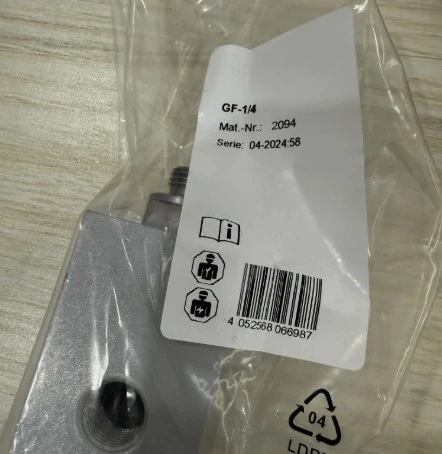 GF-1/4
Mat.-Nr.: 2094
Serie: 04-2024:58
i
4 052568 066987
04